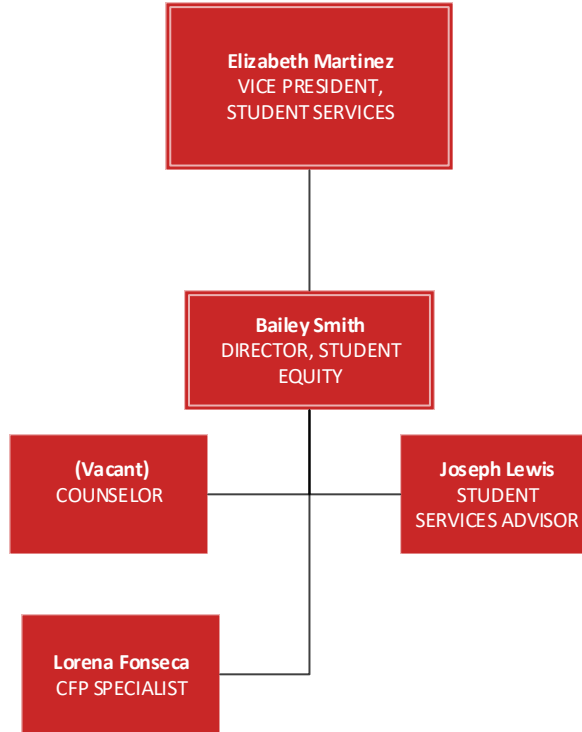 Elizabeth Martinez
VICE PRESIDENT,
STUDENT SERVICES
Bailey Smith
DIRECTOR, STUDENT
EQUITY
(Vacant)
COUNSELOR
Joseph Lewis
STUDENT
SERVICES ADVISOR
Lorena Fonseca
CFP SPECIALIST